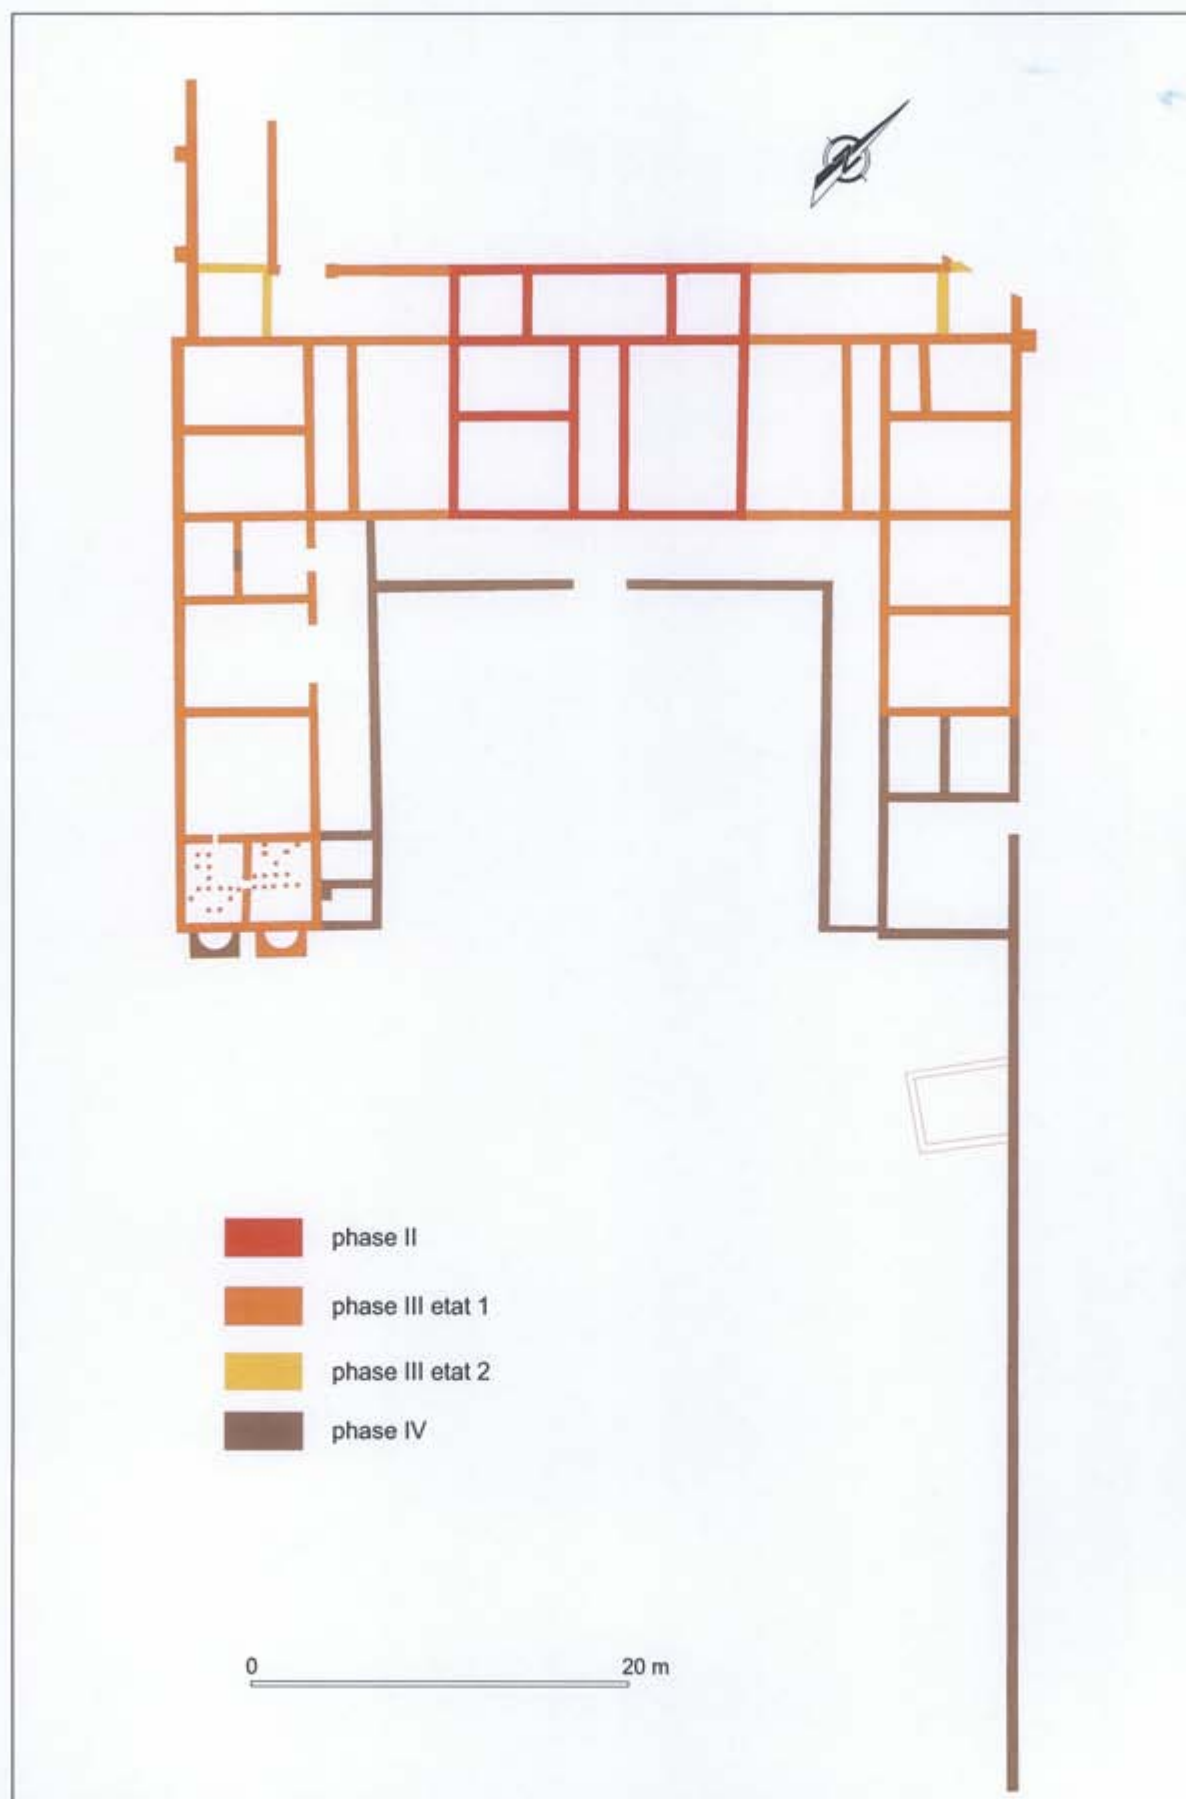 N
phase II
phase III etat 1
phase III etat 2
phase IV
0 20 m